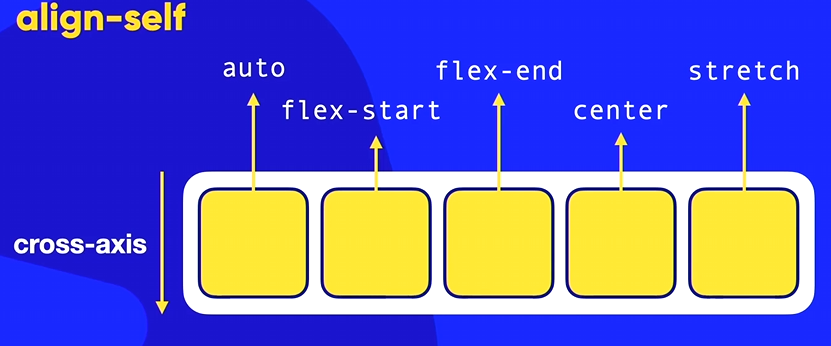 align-self
auto
flex-end
stretch
flex-start
center
cross-axis